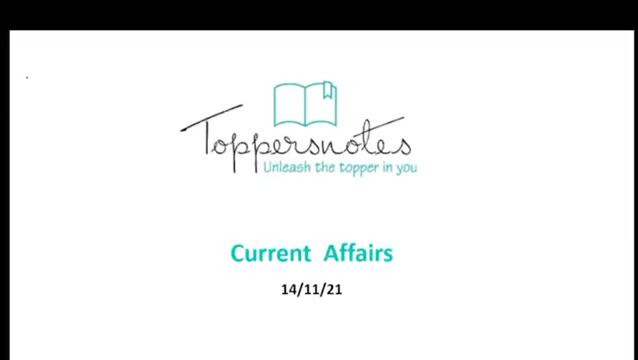 Toppersnotes
Unleash the topper in you
Current Affairs
14/11/21